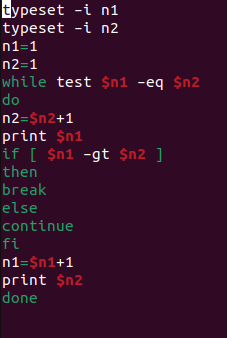 typeset -i n1
typeset -i n2
n1=1
n2=1
while test $n1 -eq $n2
do
n2=$n2+1
print $n1
if [ $n1 -gt $n2 ]
then
break
else
continue
fi
n1=$n1+1
print $n2
done